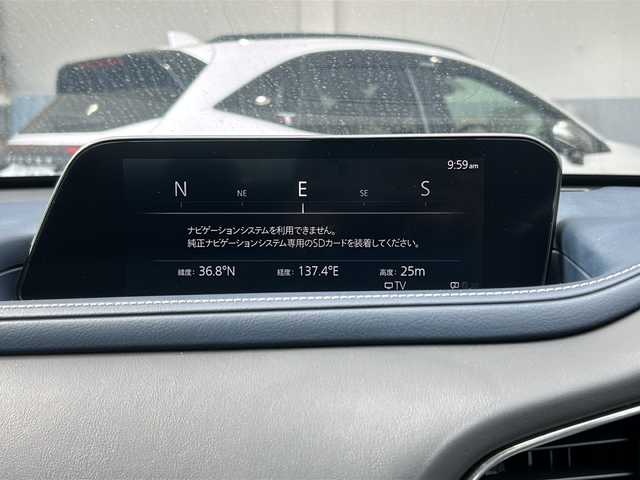 9:59am
N NE E SE S
ナビゲーションシステムを利用できません。
純正ナビゲーションシステム専用のSDカードを装着してください。
緯度: 36.8°N 経度: 137.4°E 高度: 25m
TV